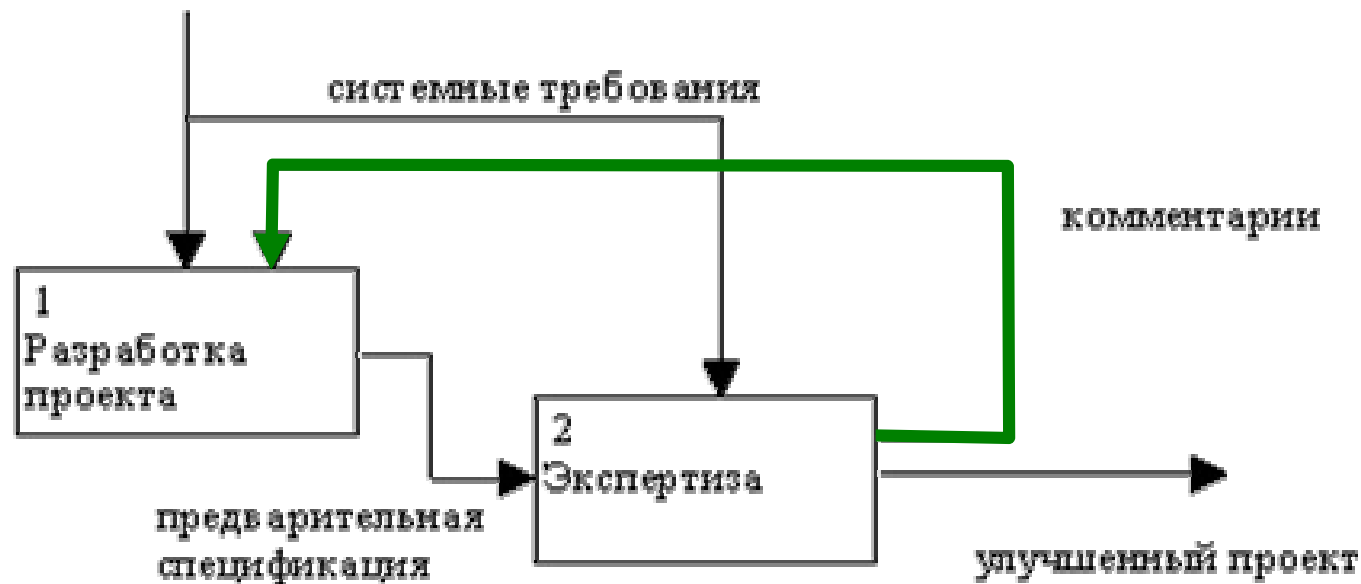 системные требования
комментарии
1
Разработка
проекта
2
Экспертиза
предварительная
спецификация
улучшенный проект